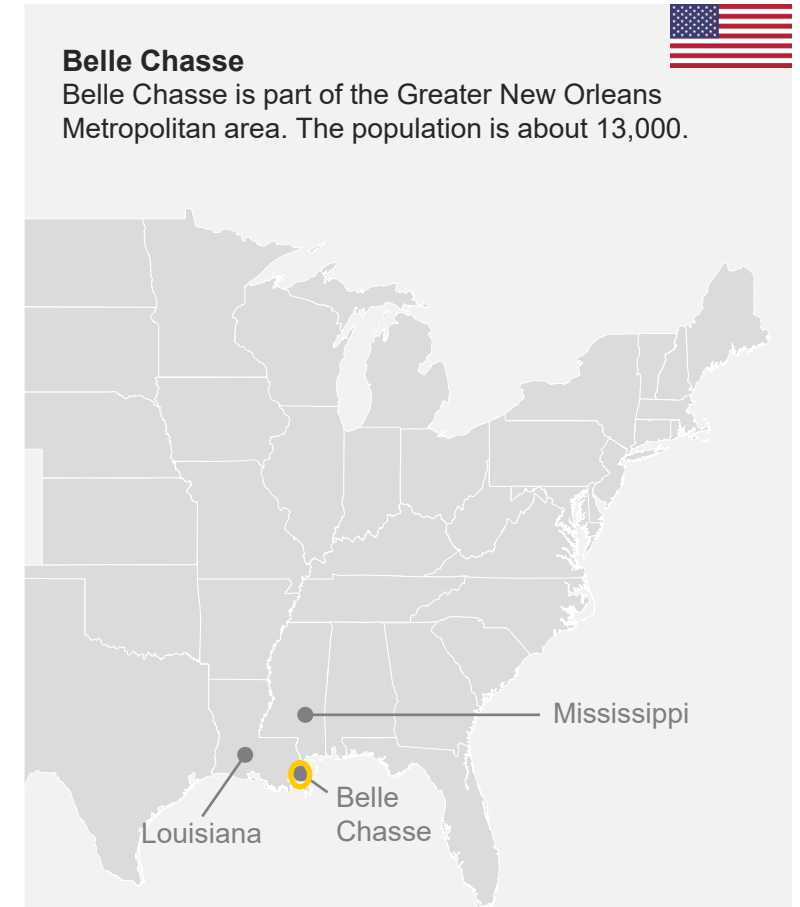 Belle Chasse
Belle Chasse is part of the Greater New Orleans
Metropolitan area. The population is about 13,000.
Mississippi
Belle
Chasse
Louisiana